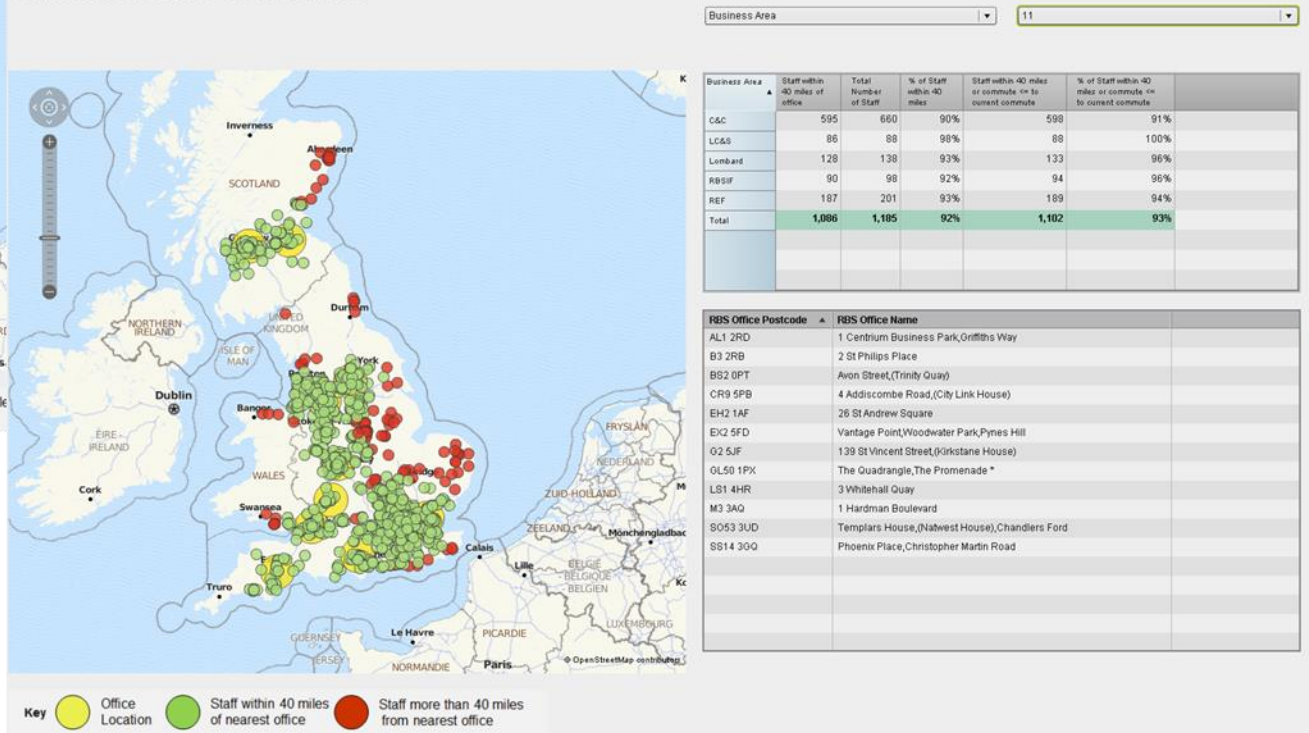 Business Area
11
Business Area
Staff within 40 miles of office
Total Number of Staff
% of Staff within 40 miles
Staff within 40 miles or commute <= to current commute
% of Staff within 40 miles or commute <= to current commute
C&C 595 660 90% 598 91%
LC&S 86 88 98% 88 100%
Lombard 128 138 93% 133 96%
RBSIF 90 98 92% 94 96%
REF 187 201 93% 189 94%
Total 1,086 1,185 92% 1,102 93%
RBS Office Postcode RBS Office Name
AL1 2RD 1 Centrium Business Park,Griffiths Way
B3 2RB 2 St Philips Place
BS2 0PT Avon Street,(Trinity Quay)
CR9 5PB 4 Addiscombe Road,(City Link House)
EH2 1AF 26 St Andrew Square
EX2 5FD Vantage Point,Woodwater Park,Pynes Hill
G2 5JF 139 St Vincent Street,(Kirkstane House)
GL50 1PX The Quadrangle,The Promenade *
LS1 4HR 3 Whitehall Quay
M3 3AQ 1 Hardman Boulevard
SO53 3UD Templars House,(Natwest House),Chandlers Ford
SS14 3GQ Phoenix Place,Christopher Martin Road
Inverness
SCOTLAND
NORTHERN IRELAND
UNITED KINGDOM
ISLE OF MAN
York
Dublin
ÉIRE - IRELAND
WALES
Cork
Swansea
Truro
Calais
Lille
FRYSLÂN
NEDERLAND
ZUID-HOLLAND
ZEELAND
Mönchengladbac
BELGIË - BELGIQUE - BELGIEN
LUXEMBOURG
GUERNSEY
JERSEY
Le Havre
PICARDIE
NORMANDIE
Paris
© OpenStreetMap contributors
Key
Office Location
Staff within 40 miles of nearest office
Staff more than 40 miles from nearest office